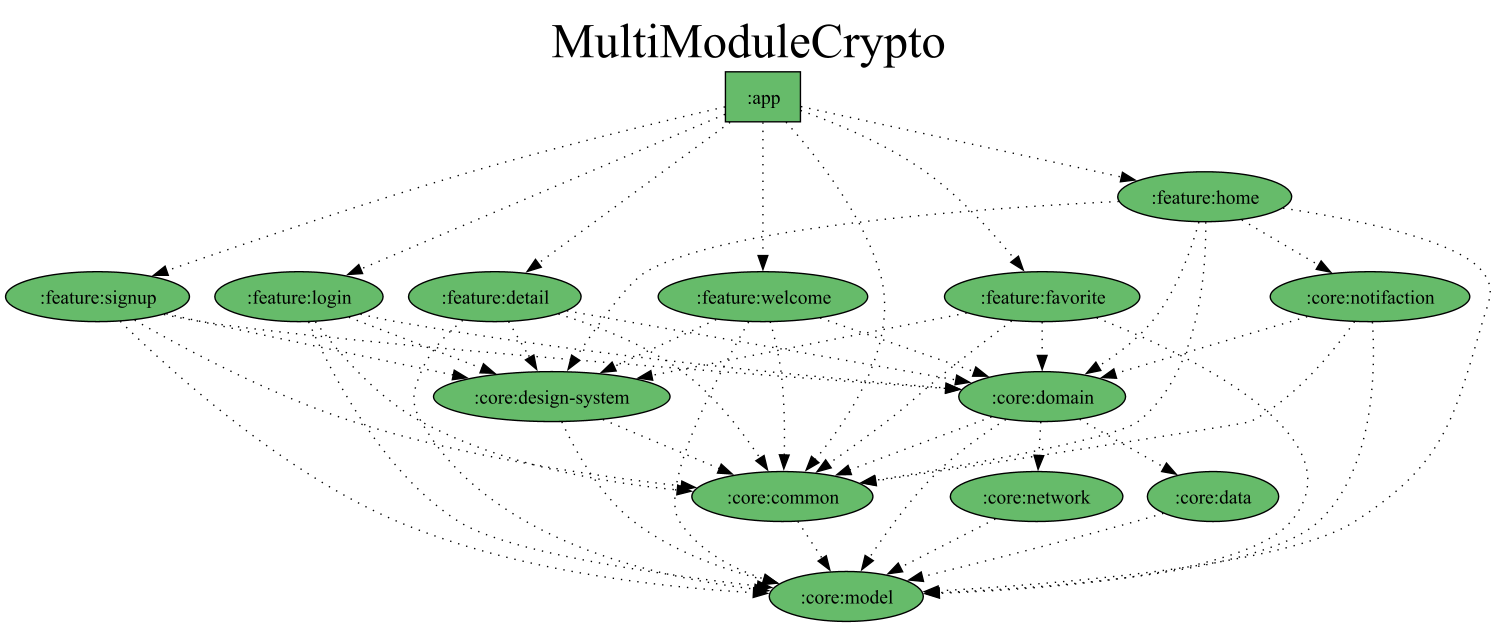 MultiModuleCrypto
:app
:feature:home
:feature:signup
:feature:login
:feature:detail
:feature:welcome
:feature:favorite
:core:notifaction
:core:design-system
:core:domain
:core:common
:core:network
:core:data
:core:model